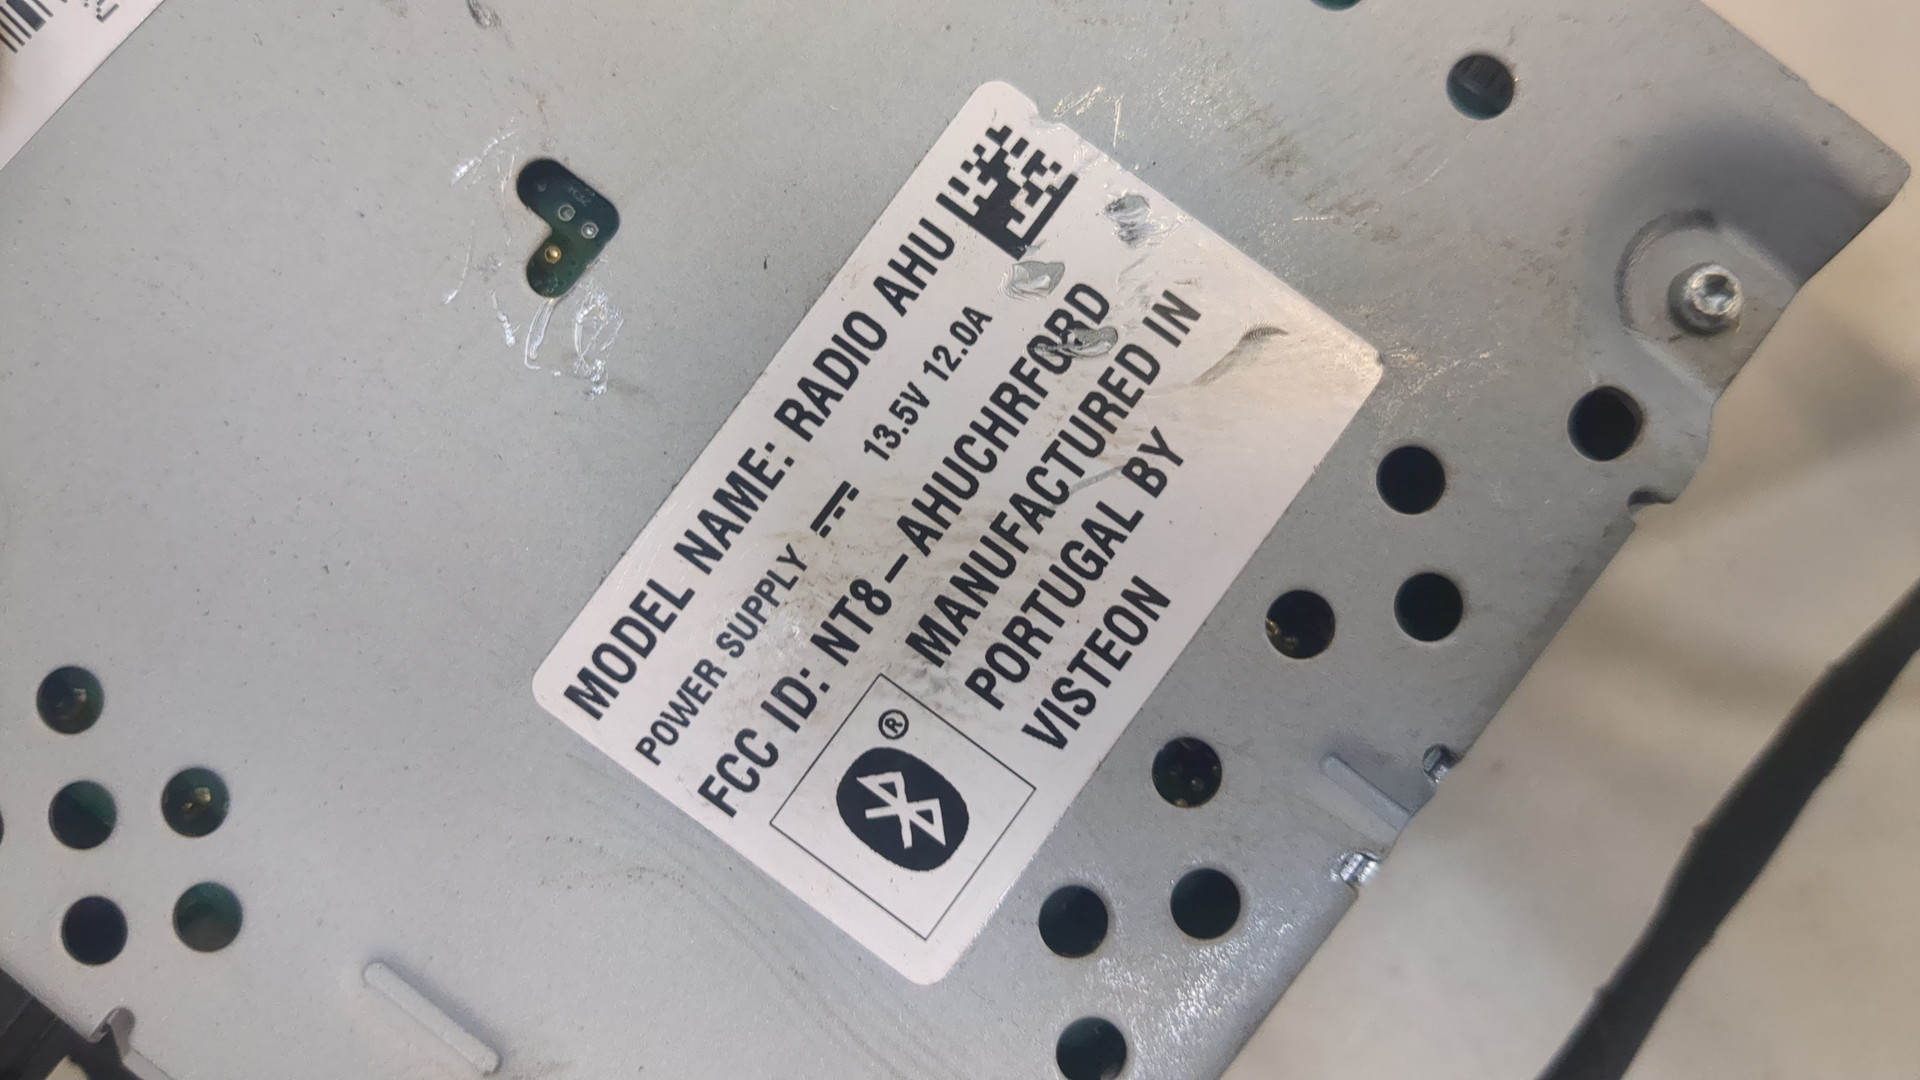 MODEL NAME: RADIO AHU
POWER SUPPLY ⎓ 13.5V 12.0A
FCC ID: NT8–AHUCHRFORD
MANUFACTURED IN
PORTUGAL BY
VISTEON
®